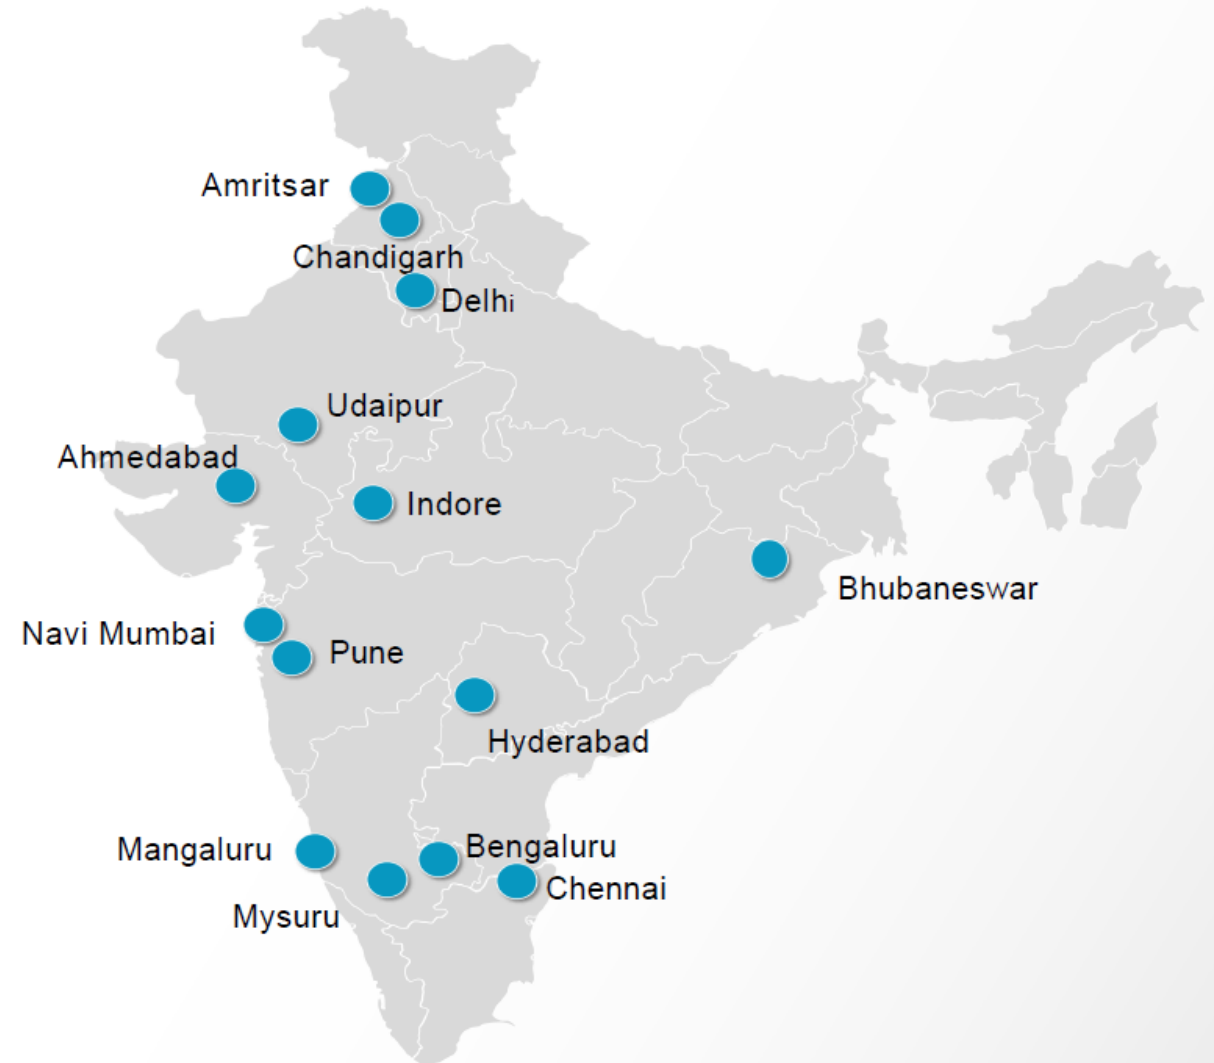 Amritsar
Chandigarh
Delhi
Udaipur
Ahmedabad
Indore
Bhubaneswar
Navi Mumbai
Pune
Hyderabad
Mangaluru
Bengaluru
Chennai
Mysuru